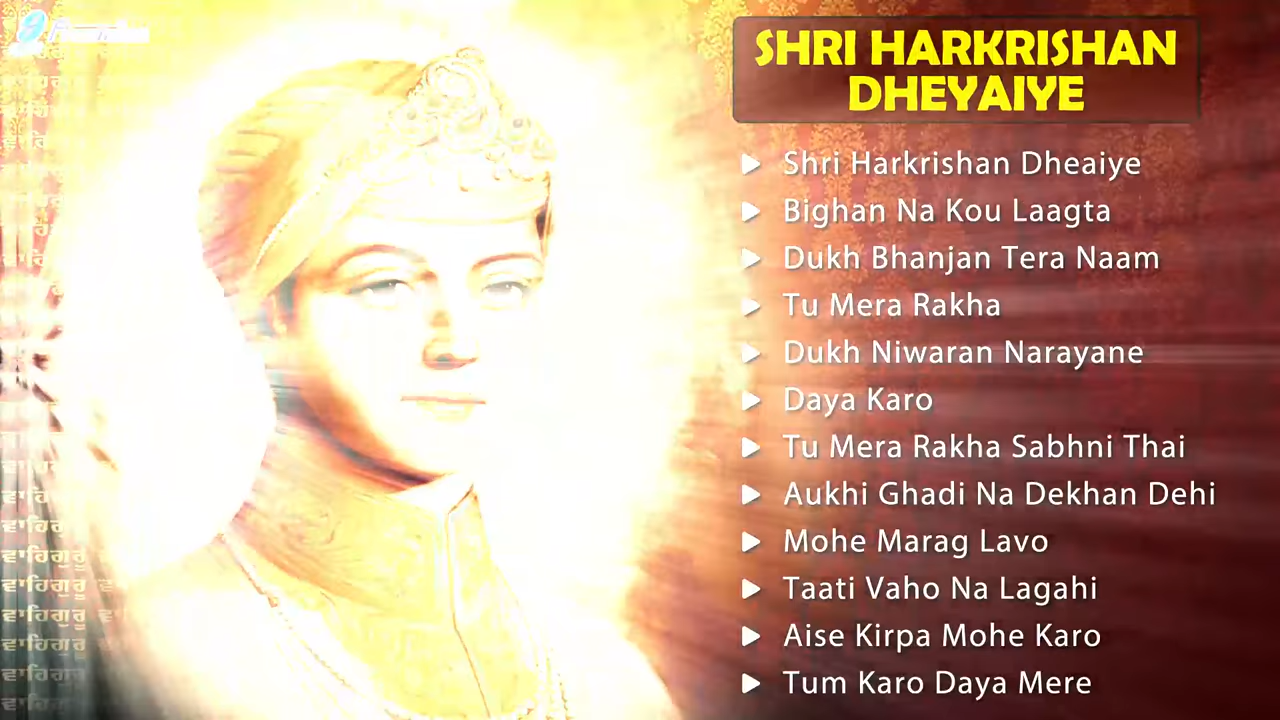 SHRI HARKRISHAN
DHEYAIYE
Shri Harkrishan Dheaiye
Bighan Na Kou Laagta
Dukh Bhanjan Tera Naam
Tu Mera Rakha
Dukh Niwaran Narayane
Daya Karo
Tu Mera Rakha Sabhni Thai
Aukhi Ghadi Na Dekhan Dehi
Mohe Marag Lavo
Taati Vaho Na Lagahi
Aise Kirpa Mohe Karo
Tum Karo Daya Mere
ਵਾਹਿਗੁਰੂ
ਵਾਹਿਗੁਰੂ
ਵਾਹਿਗੁਰੂ
ਵਾਹਿਗੁਰੂ